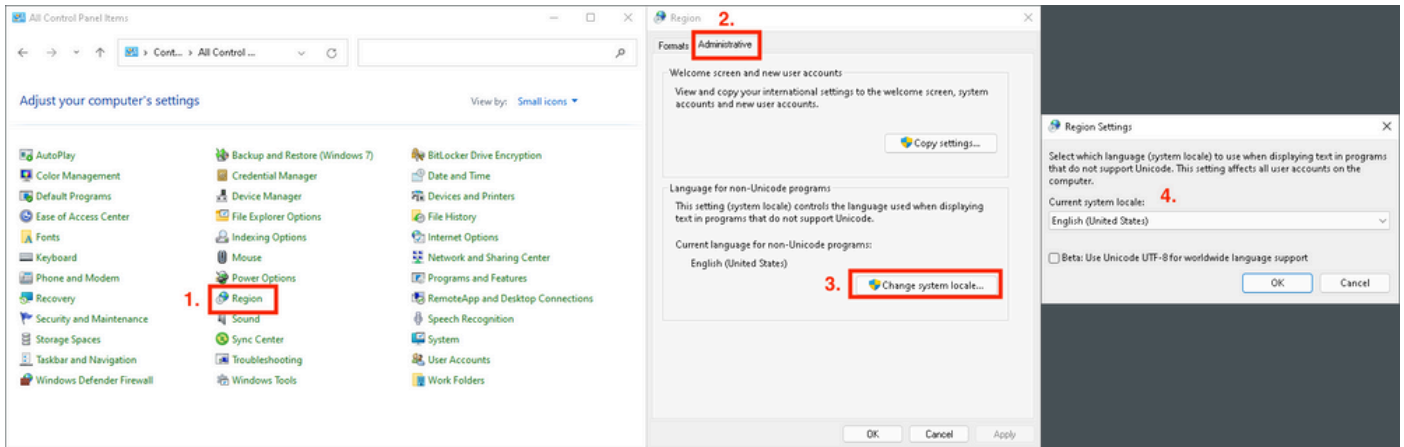 All Control Panel Items
Cont... > All Control ...
Adjust your computer's settings
View by: Small icons
AutoPlay
Color Management
Default Programs
Ease of Access Center
Fonts
Keyboard
Phone and Modem
Recovery
Security and Maintenance
Storage Spaces
Taskbar and Navigation
Windows Defender Firewall
Backup and Restore (Windows 7)
Credential Manager
Device Manager
File Explorer Options
Indexing Options
Mouse
Power Options
1.
Region
Sound
Sync Center
Troubleshooting
Windows Tools
BitLocker Drive Encryption
Date and Time
Devices and Printers
File History
Internet Options
Network and Sharing Center
Programs and Features
RemoteApp and Desktop Connections
Speech Recognition
System
User Accounts
Work Folders
Region
2.
Formats
Administrative
Welcome screen and new user accounts
View and copy your international settings to the welcome screen, system
accounts and new user accounts.
Copy settings...
Language for non-Unicode programs
This setting (system locale) controls the language used when displaying
text in programs that do not support Unicode.
Current language for non-Unicode programs:
English (United States)
3.
Change system locale...
OK
Cancel
Apply
Region Settings
Select which language (system locale) to use when displaying text in programs
that do not support Unicode. This setting affects all user accounts on the
computer.
4.
Current system locale:
English (United States)
Beta: Use Unicode UTF-8 for worldwide language support
OK
Cancel